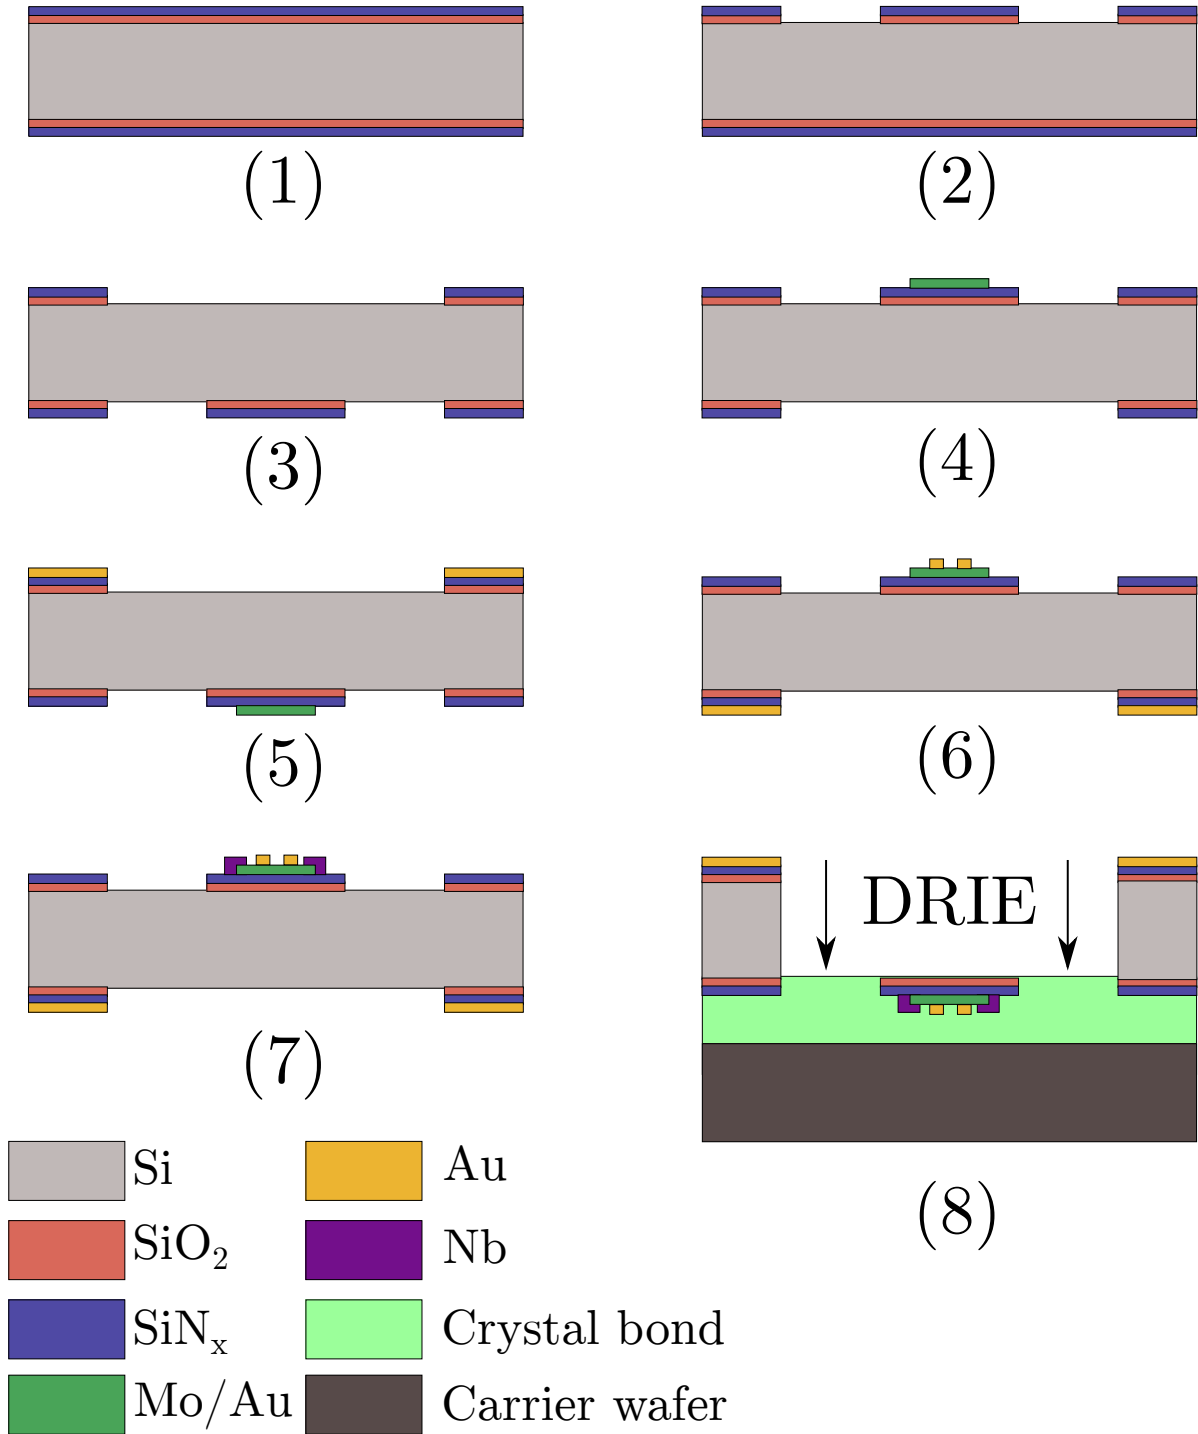 (1)
(2)
(3)
(4)
(5)
(6)
(7)
DRIE
(8)
Si
Au
SiO₂
Nb
SiNₓ
Crystal bond
Mo/Au
Carrier wafer